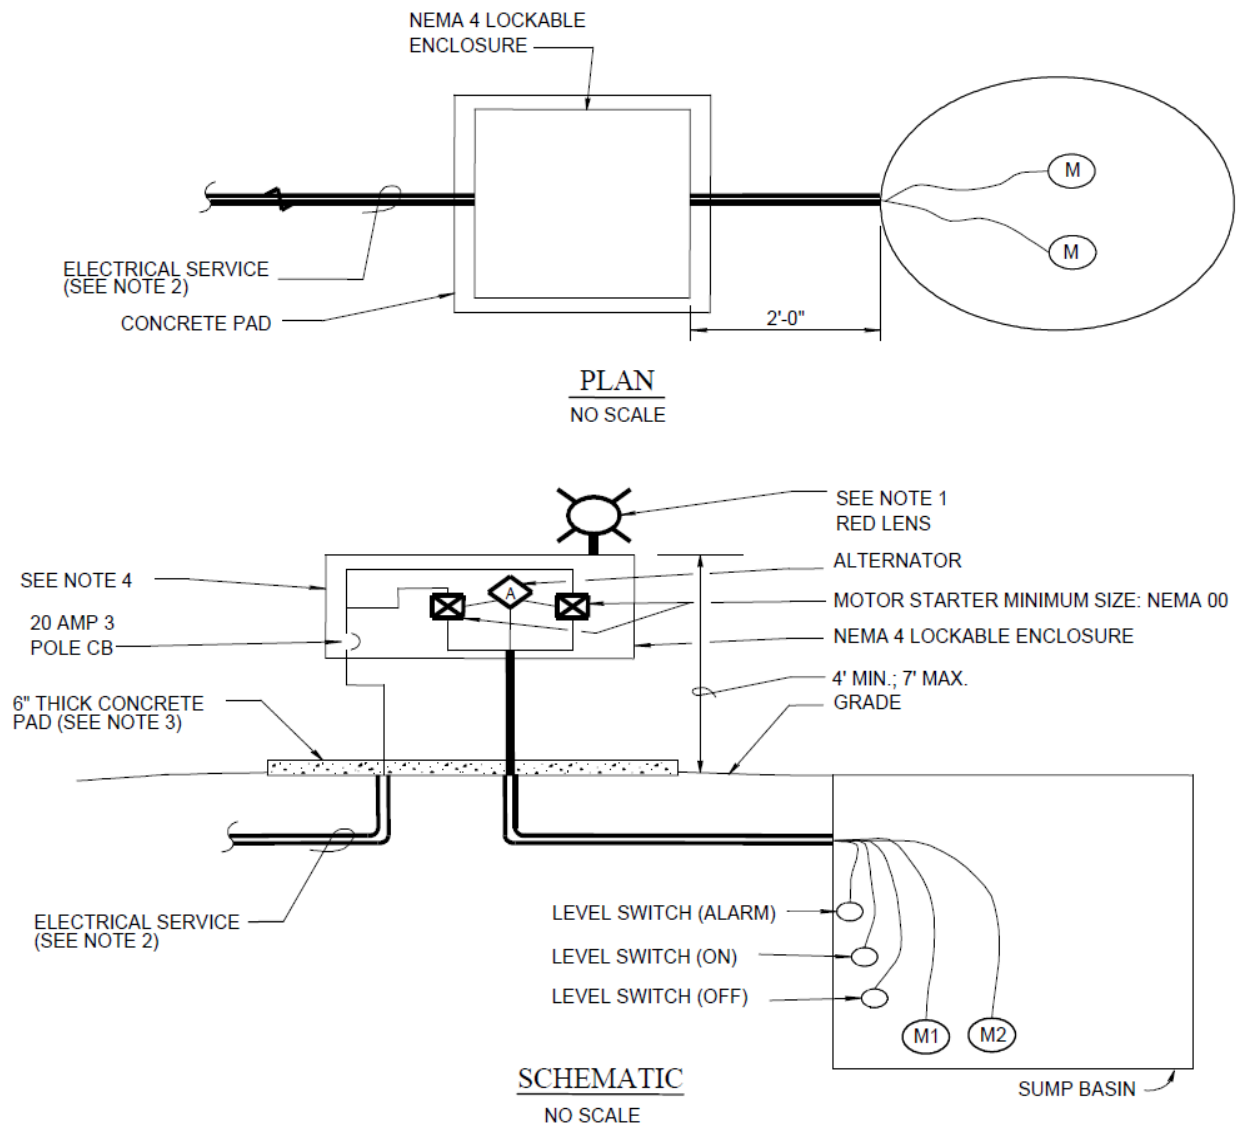 NEMA 4 LOCKABLE
ENCLOSURE
M
M
ELECTRICAL SERVICE
(SEE NOTE 2)
CONCRETE PAD
2'-0"
PLAN
NO SCALE
SEE NOTE 1
RED LENS
ALTERNATOR
SEE NOTE 4
A
MOTOR STARTER MINIMUM SIZE: NEMA 00
20 AMP 3
POLE CB
NEMA 4 LOCKABLE ENCLOSURE
4' MIN.; 7' MAX.
GRADE
6" THICK CONCRETE
PAD (SEE NOTE 3)
ELECTRICAL SERVICE
(SEE NOTE 2)
LEVEL SWITCH (ALARM)
LEVEL SWITCH (ON)
LEVEL SWITCH (OFF)
M1
M2
SUMP BASIN
SCHEMATIC
NO SCALE